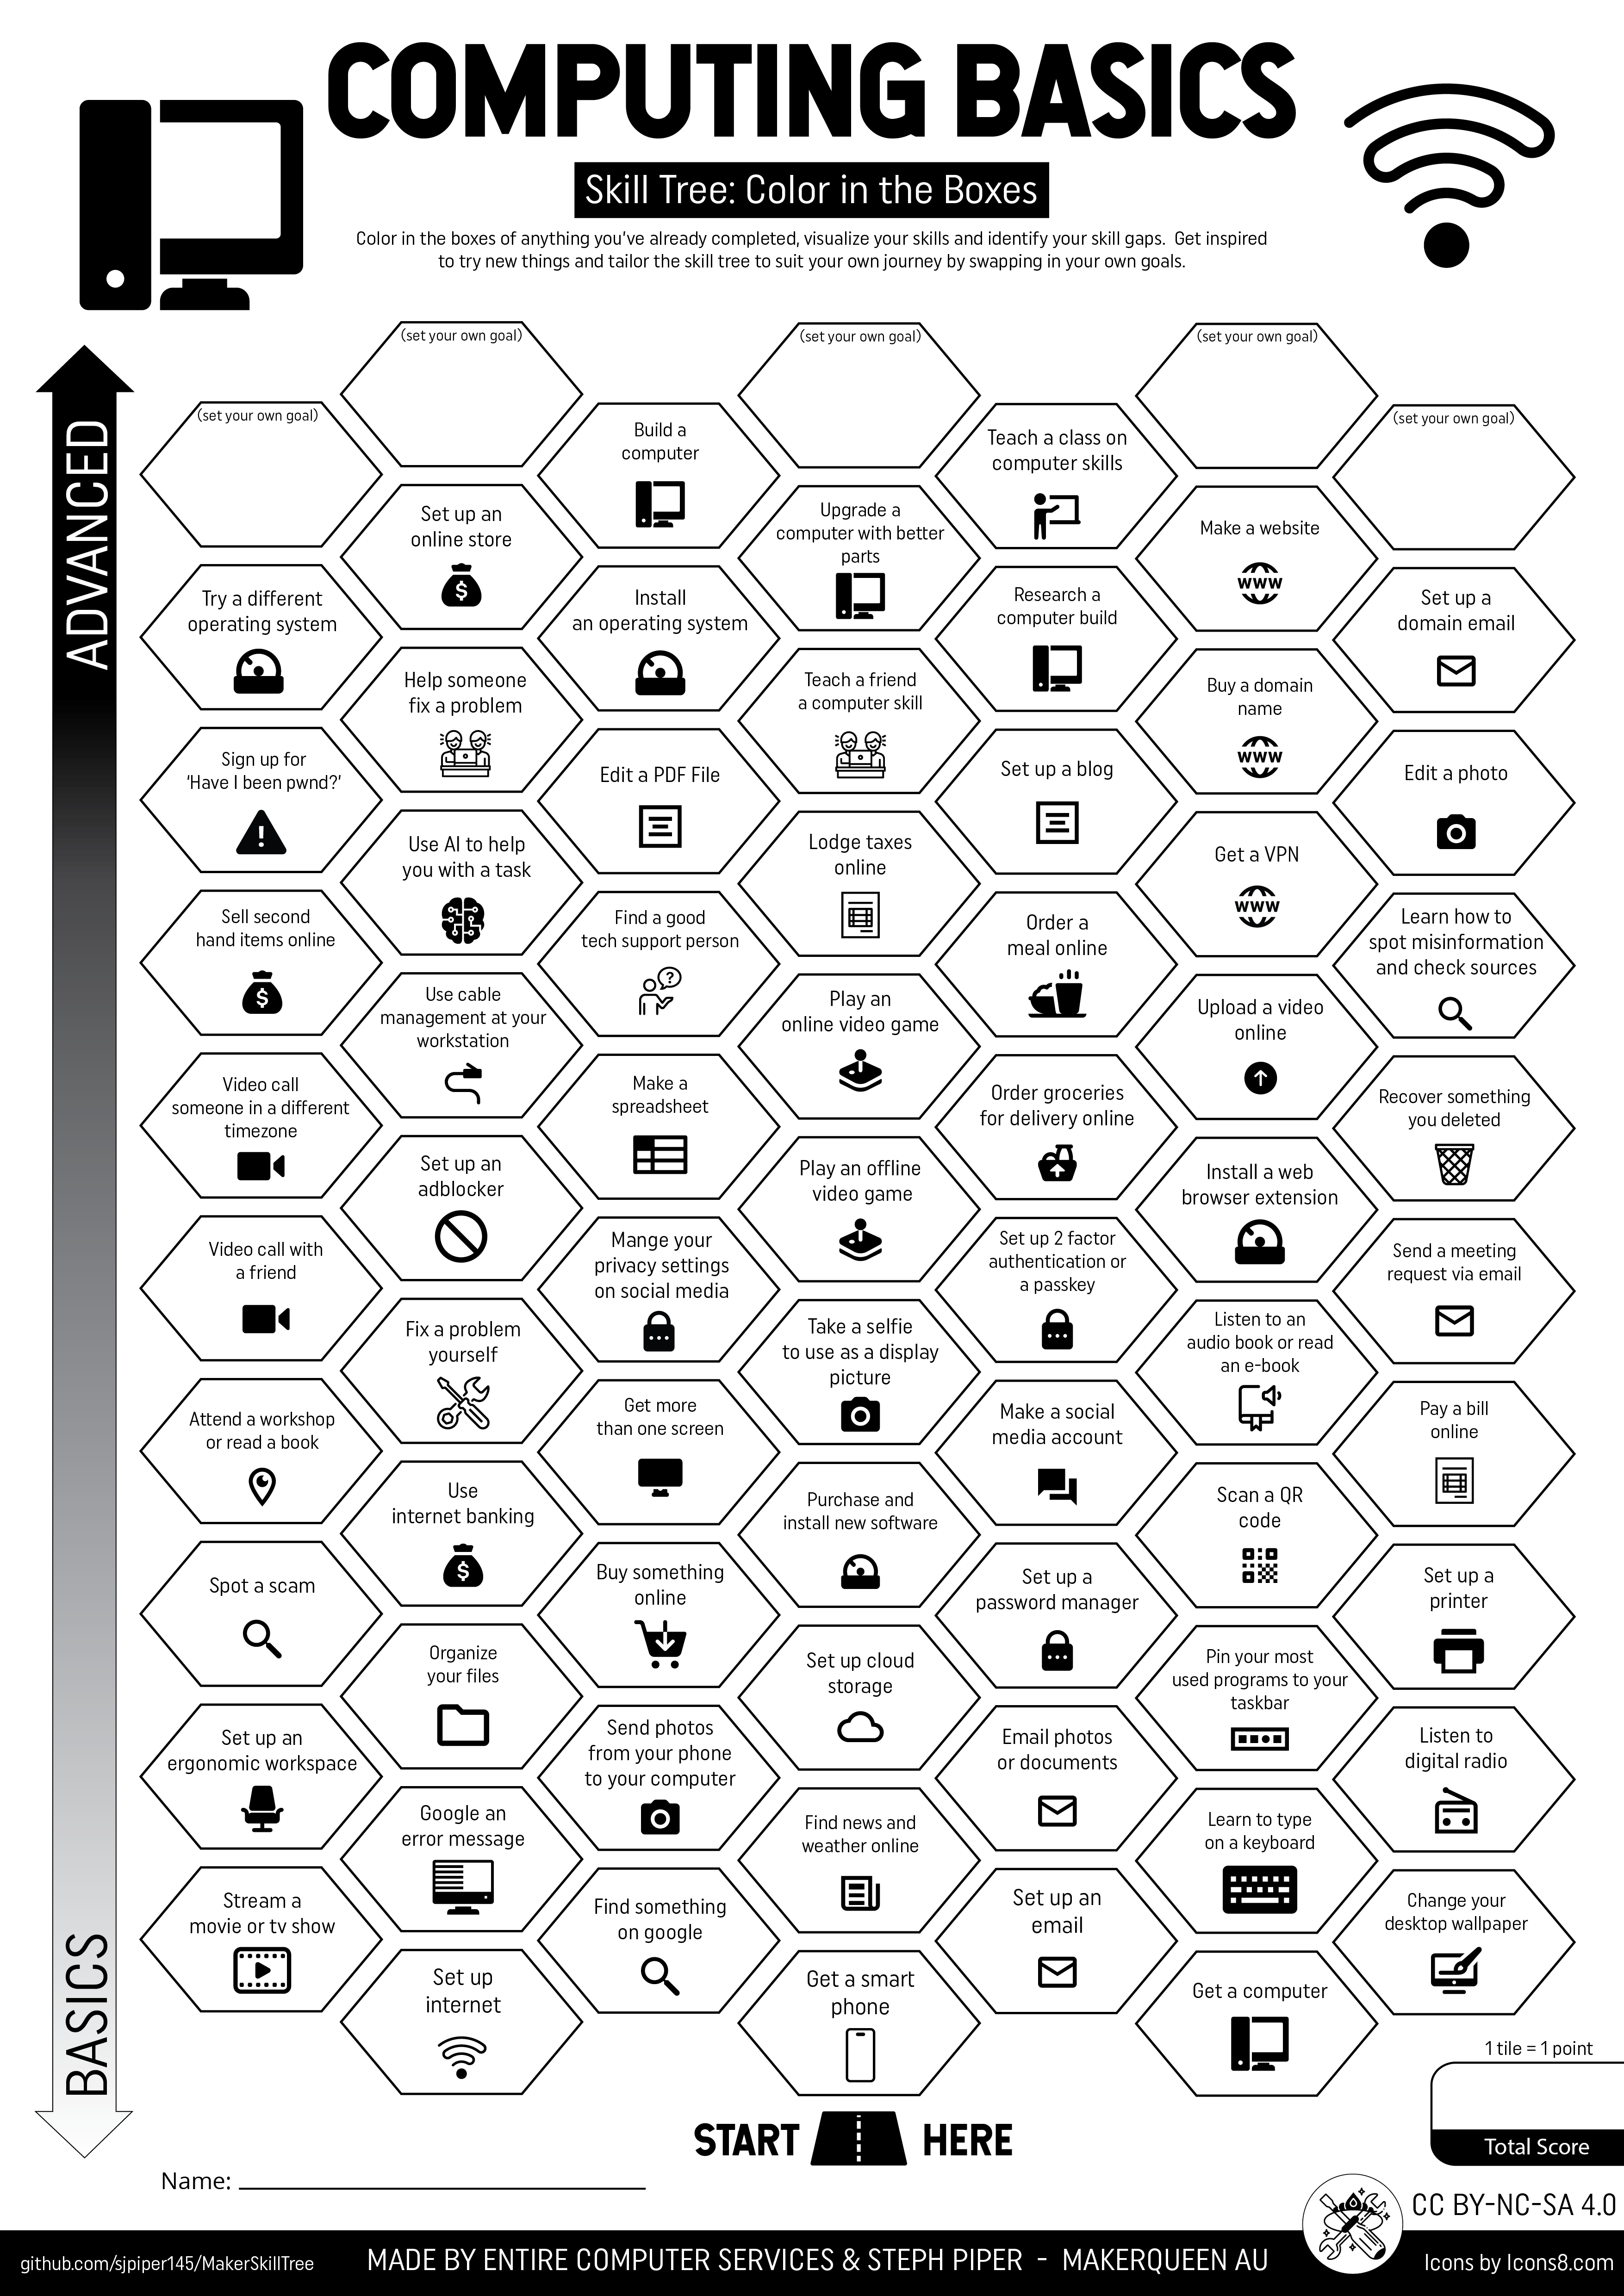 COMPUTING BASICS
Skill Tree: Color in the Boxes
Color in the boxes of anything you've already completed, visualize your skills and identify your skill gaps. Get inspired
to try new things and tailor the skill tree to suit your own journey by swapping in your own goals.
ADVANCED
BASICS
(set your own goal)
(set your own goal)
(set your own goal)
(set your own goal)
(set your own goal)
Build a
computer
Teach a class on
computer skills
Set up an
online store
Upgrade a
computer with better
parts
Make a website
Try a different
operating system
Install
an operating system
Research a
computer build
Set up a
domain email
Help someone
fix a problem
Teach a friend
a computer skill
Buy a domain
name
www
www
Sign up for
'Have I been pwnd?'
Edit a PDF File
Set up a blog
Edit a photo
Use AI to help
you with a task
Lodge taxes
online
Get a VPN
www
Sell second
hand items online
Find a good
tech support person
Order a
meal online
Learn how to
spot misinformation
and check sources
Use cable
management at your
workstation
Play an
online video game
Upload a video
online
Video call
someone in a different
timezone
Make a
spreadsheet
Order groceries
for delivery online
Recover something
you deleted
Set up an
adblocker
Play an offline
video game
Install a web
browser extension
Video call with
a friend
Mange your
privacy settings
on social media
Set up 2 factor
authentication or
a passkey
Send a meeting
request via email
Fix a problem
yourself
Take a selfie
to use as a display
picture
Listen to an
audio book or read
an e-book
Attend a workshop
or read a book
Get more
than one screen
Make a social
media account
Pay a bill
online
Use
internet banking
Purchase and
install new software
Scan a QR
code
Spot a scam
Buy something
online
Set up a
password manager
Set up a
printer
Organize
your files
Set up cloud
storage
Pin your most
used programs to your
taskbar
Set up an
ergonomic workspace
Send photos
from your phone
to your computer
Email photos
or documents
Listen to
digital radio
Google an
error message
Find news and
weather online
Learn to type
on a keyboard
Stream a
movie or tv show
Find something
on google
Set up an
email
Change your
desktop wallpaper
Set up
internet
Get a smart
phone
Get a computer
1 tile = 1 point
Total Score
START HERE
Name:
CC BY-NC-SA 4.0
github.com/sjpiper145/MakerSkillTree
MADE BY ENTIRE COMPUTER SERVICES & STEPH PIPER - MAKERQUEEN AU
Icons by Icons8.com